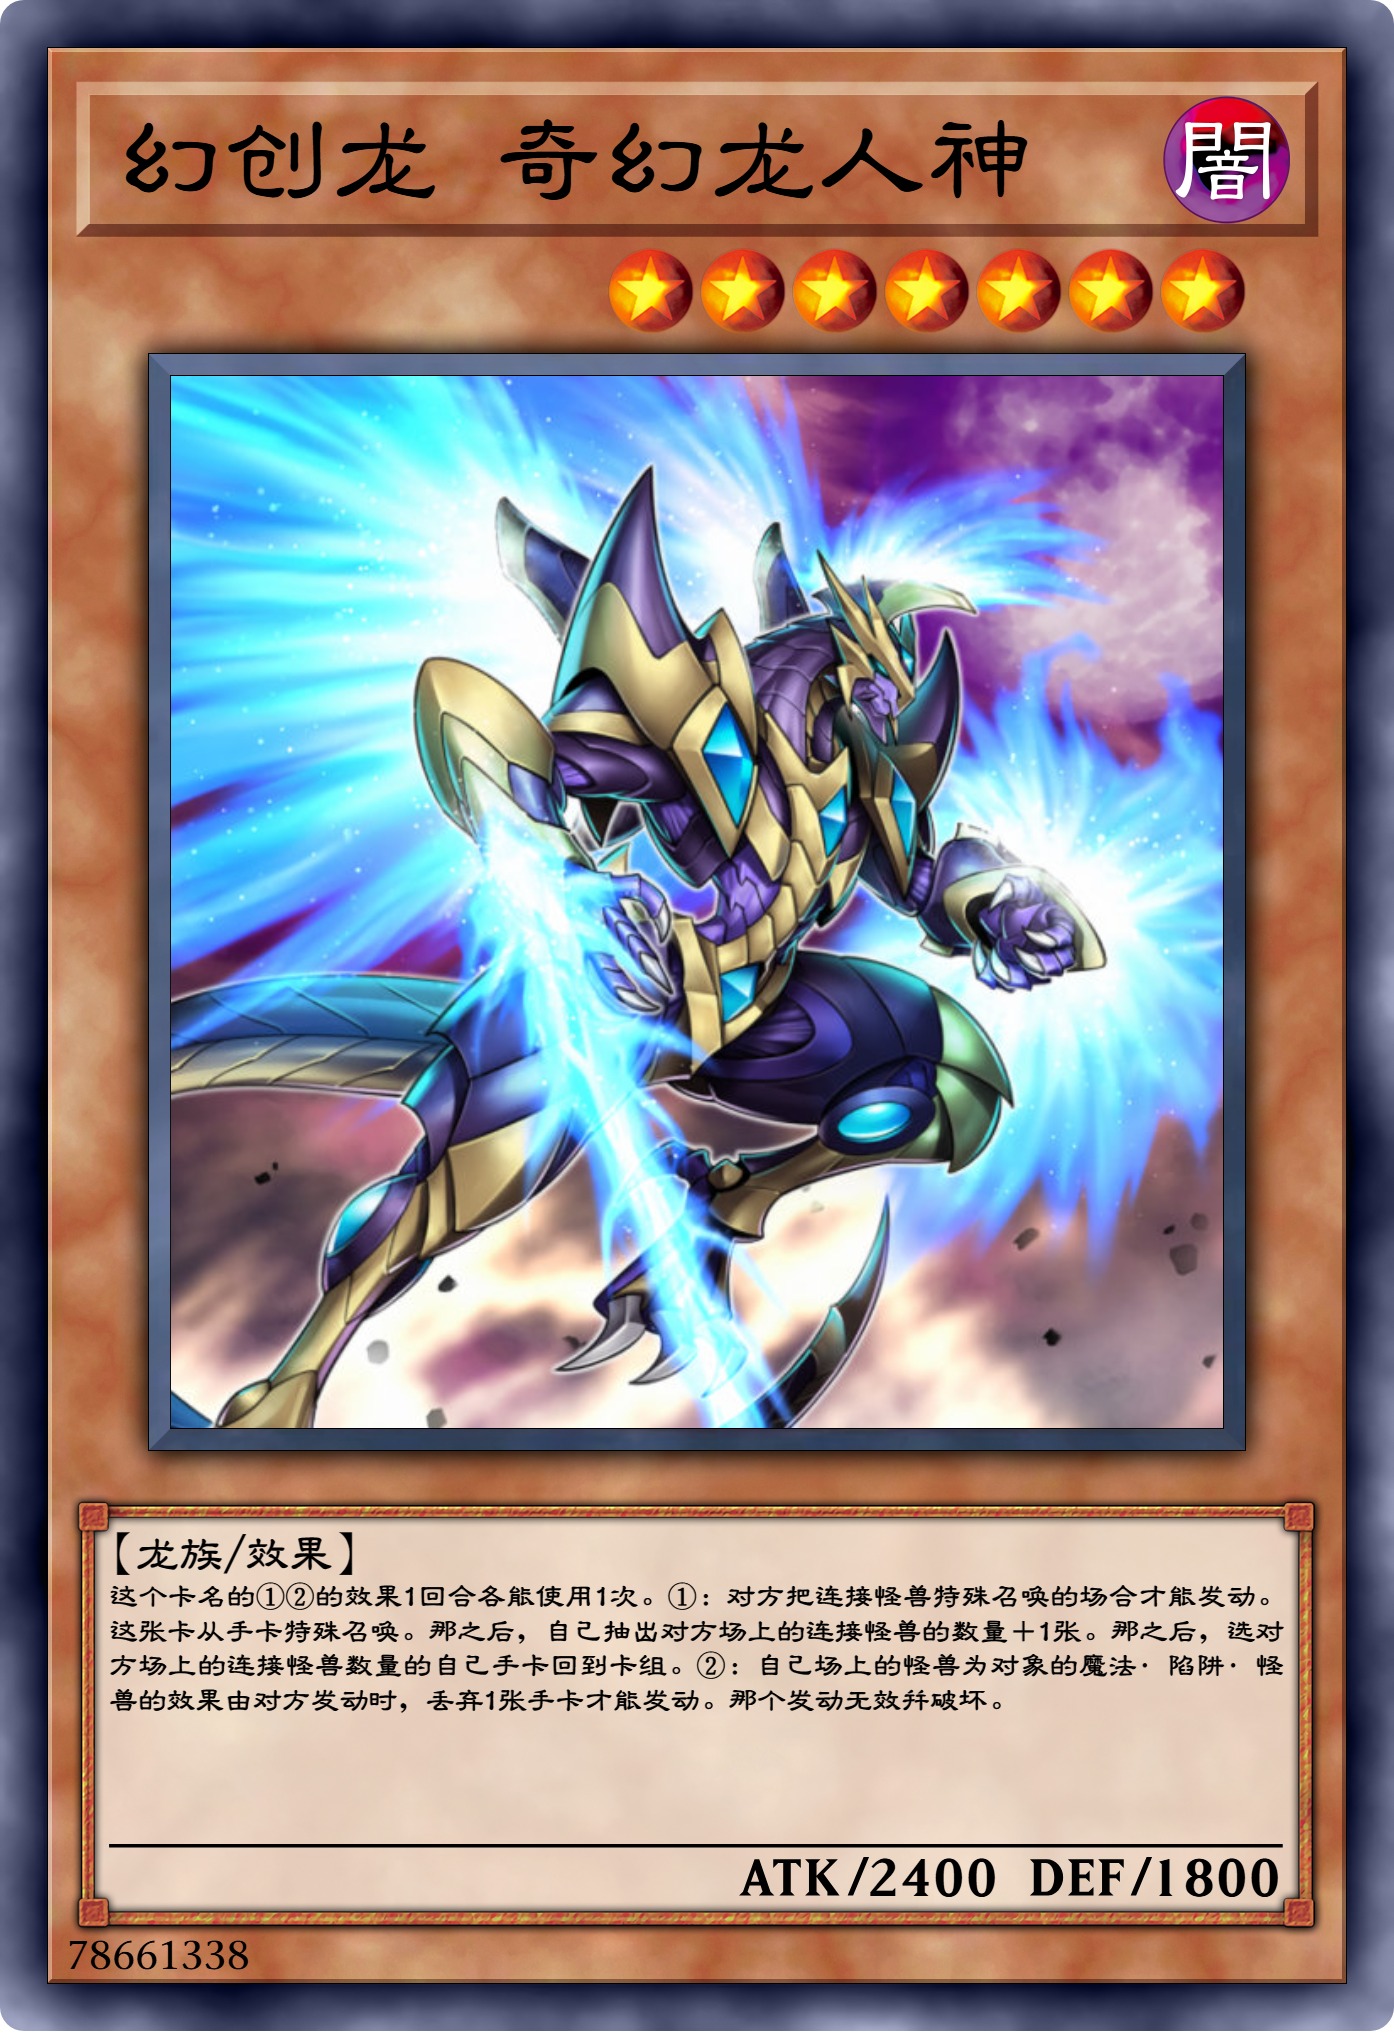 幻创龙 奇幻龙人神
闇
【龙族/效果】
这个卡名的①②的效果1回合各能使用1次。①：对方把连接怪兽特殊召唤的场合才能发动。
这张卡从手卡特殊召唤。那之后，自己抽出对方场上的连接怪兽的数量＋1张。那之后，选对
方场上的连接怪兽数量的自己手卡回到卡组。②：自己场上的怪兽为对象的魔法·陷阱·怪
兽的效果由对方发动时，丢弃1张手卡才能发动。那个发动无效并破坏。
ATK/2400 DEF/1800
78661338